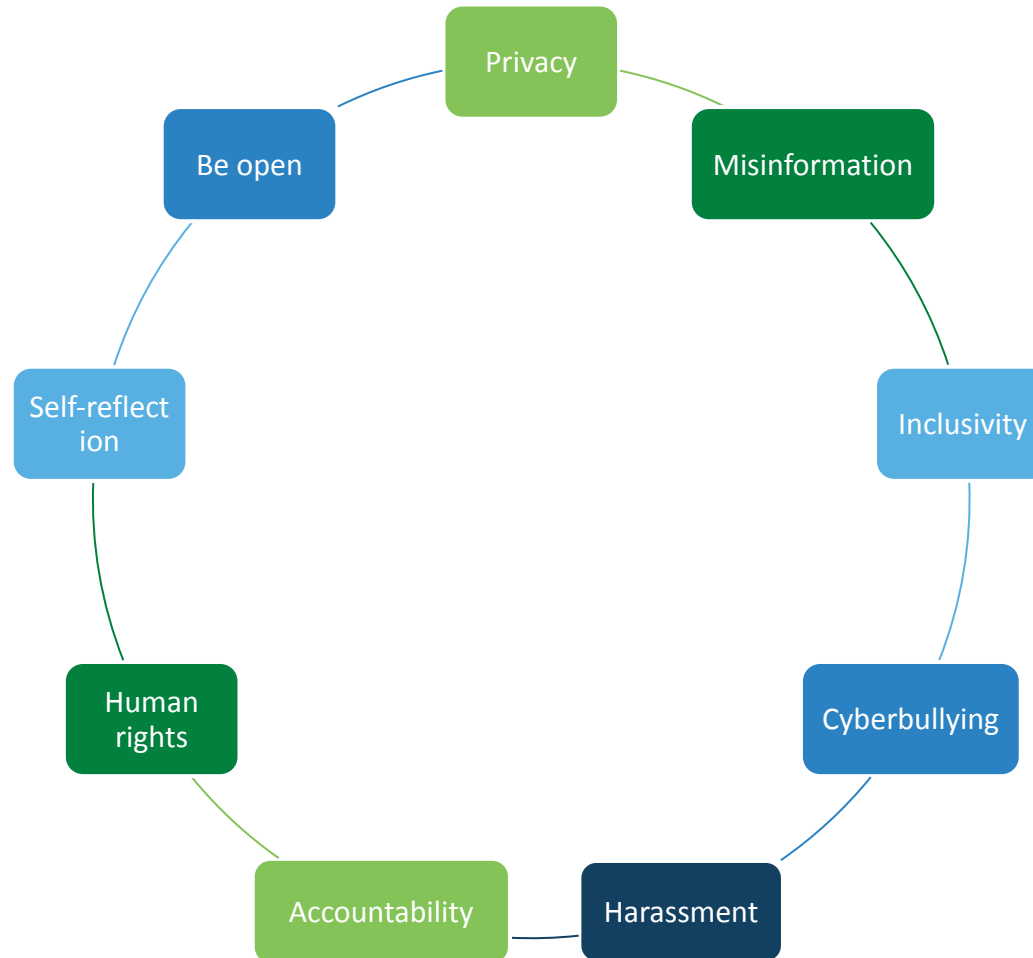 Privacy
Be open
Misinformation
Self-reflect
ion
Inclusivity
Human
rights
Cyberbullying
Accountability
Harassment